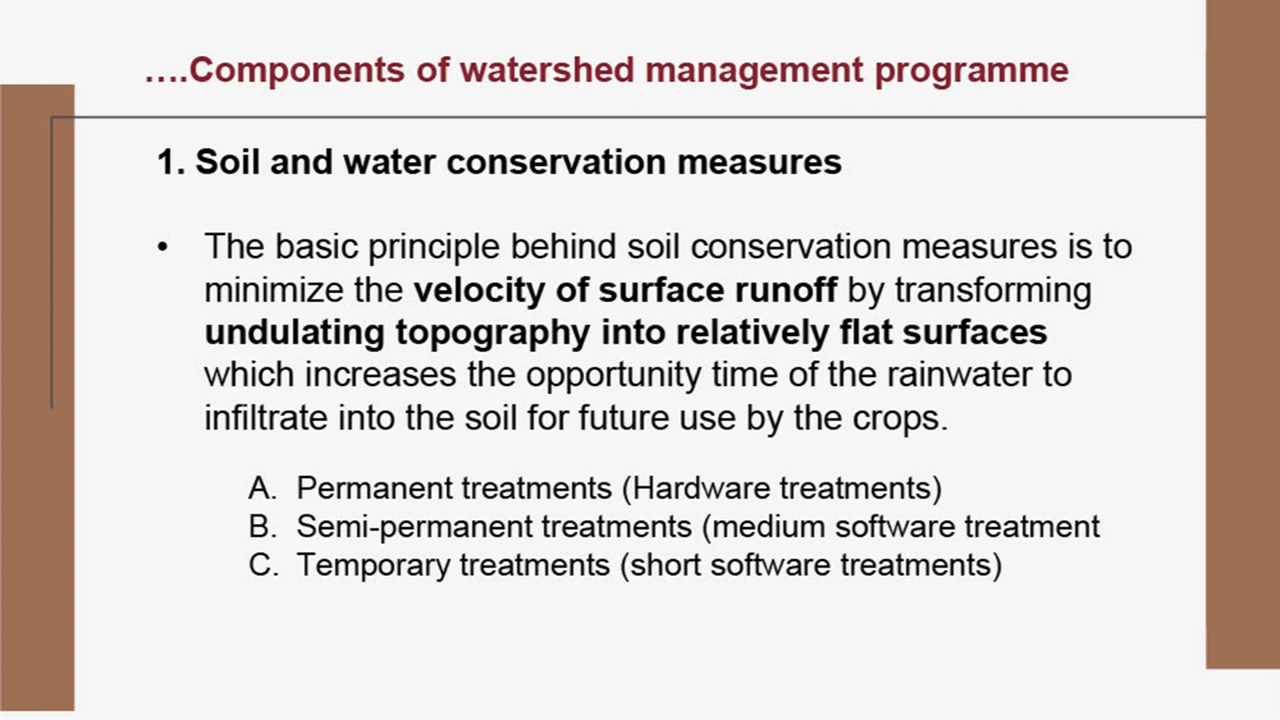 ....Components of watershed management programme
1. Soil and water conservation measures
• The basic principle behind soil conservation measures is to
minimize the velocity of surface runoff by transforming
undulating topography into relatively flat surfaces
which increases the opportunity time of the rainwater to
infiltrate into the soil for future use by the crops.
A. Permanent treatments (Hardware treatments)
B. Semi-permanent treatments (medium software treatment
C. Temporary treatments (short software treatments)